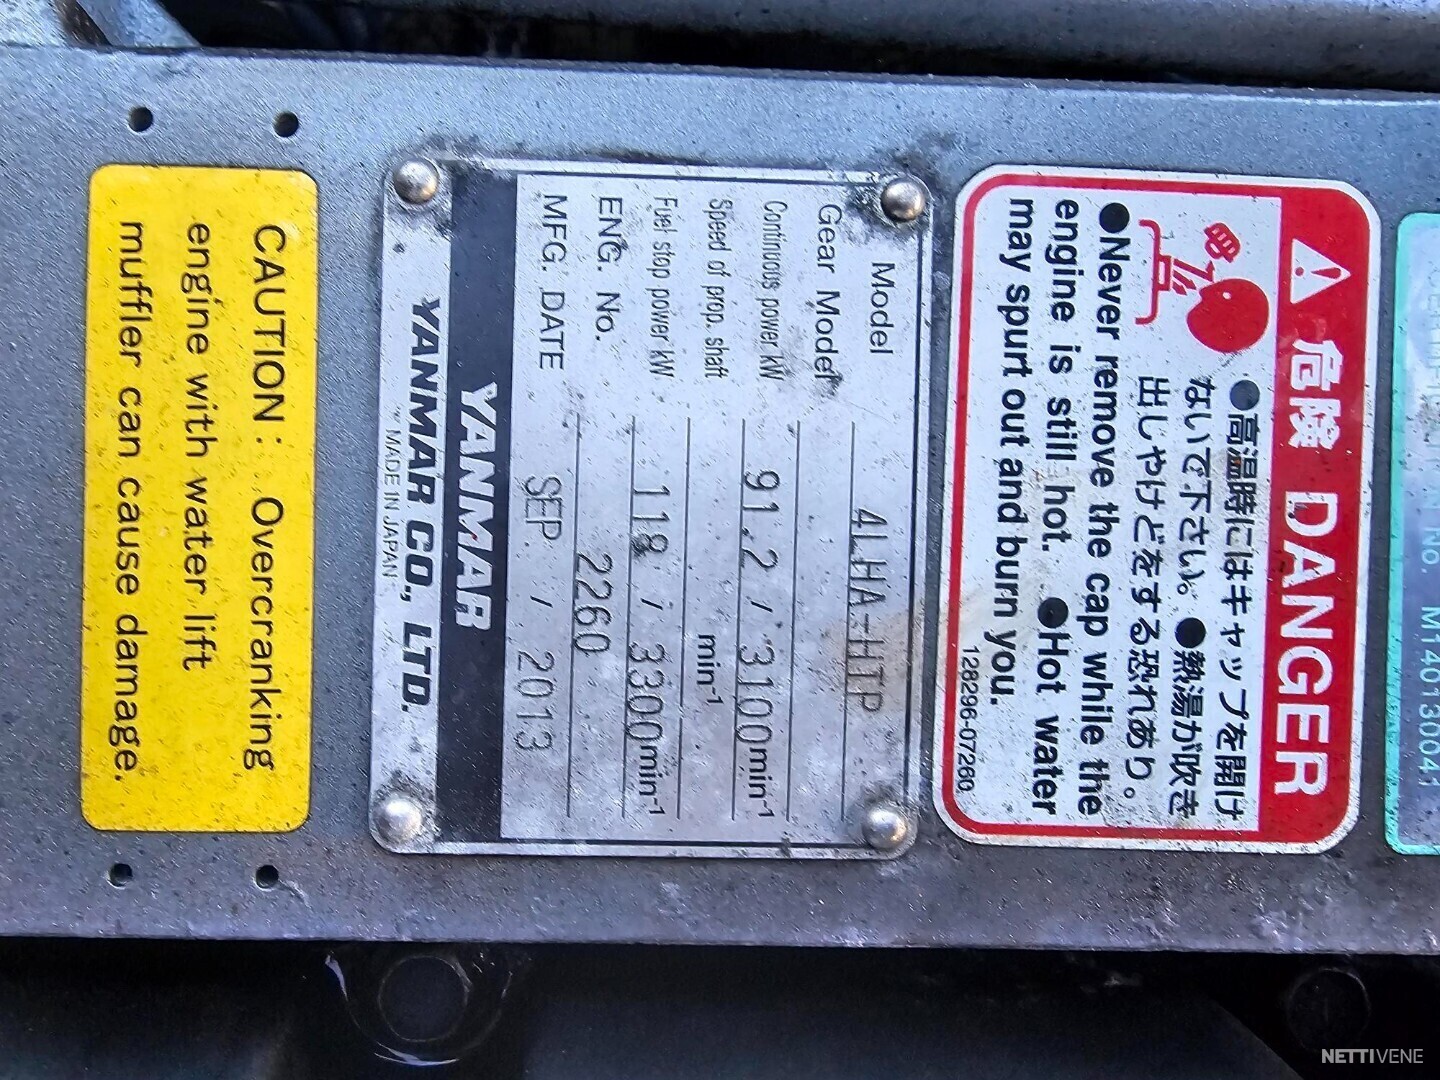 CAUTION: Overcranking
engine with water lift
muffler can cause damage.
Model 4LHA-HTP
Gear Model
Continuous power kW 91.2 / 3100min-1
Speed of prop. shaft min-1
Fuel stop power kW 118 / 3300min-1
ENG. No. 2260
MFG. DATE SEP. / 2013
YANMAR
YANMAR CO., LTD.
MADE IN JAPAN
危険 DANGER
●高温時にはキャップを開け
ないで下さい。●熱湯が吹き
出しやけどをする恐れあり。
●Never remove the cap while the
engine is still hot. ●Hot water
may spurt out and burn you.
128296-07260
No. M14013004
NETTIVENE